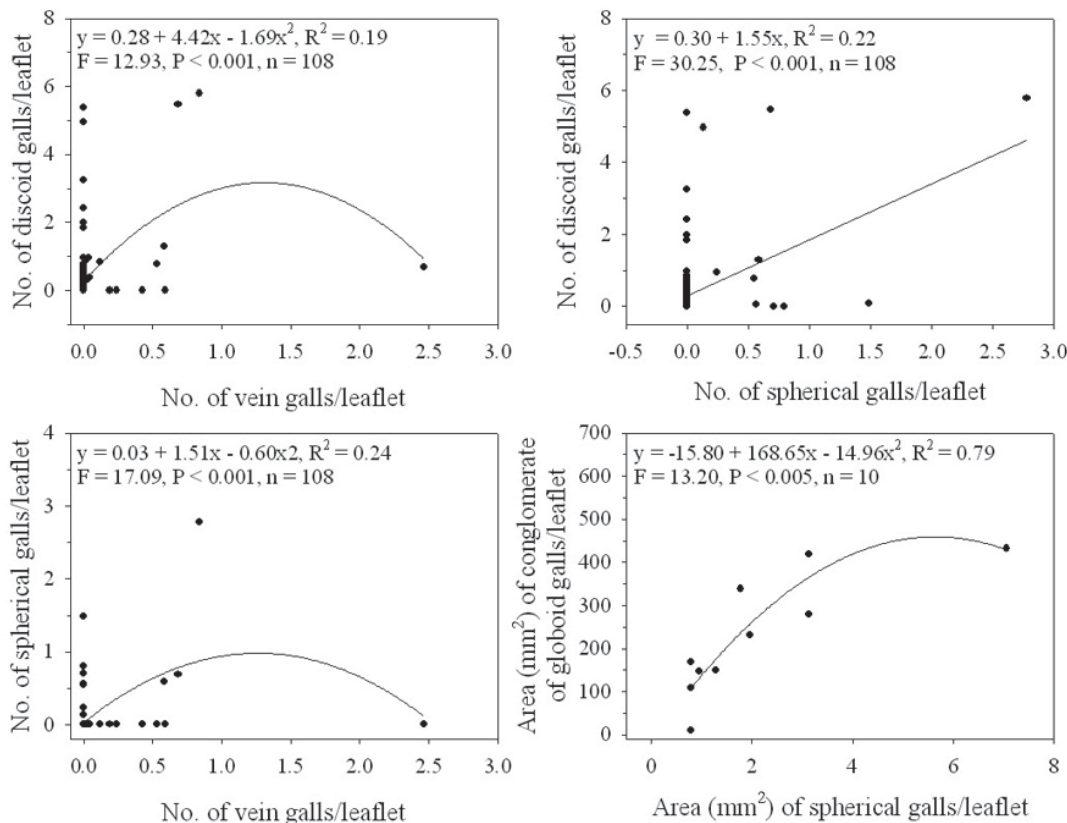 y = 0.28 + 4.42x - 1.69x², R² = 0.19
F = 12.93, P < 0.001, n = 108
No. of discoid galls/leaflet
8
6
4
2
0
0.0 0.5 1.0 1.5 2.0 2.5 3.0
No. of vein galls/leaflet
y = 0.30 + 1.55x, R² = 0.22
F = 30.25, P < 0.001, n = 108
No. of discoid galls/leaflet
8
6
4
2
0
-0.5 0.0 0.5 1.0 1.5 2.0 2.5 3.0
No. of spherical galls/leaflet
y = 0.03 + 1.51x - 0.60x2, R² = 0.24
F = 17.09, P < 0.001, n = 108
No. of spherical galls/leaflet
4
3
2
1
0
0.0 0.5 1.0 1.5 2.0 2.5 3.0
No. of vein galls/leaflet
y = -15.80 + 168.65x - 14.96x², R² = 0.79
F = 13.20, P < 0.005, n = 10
Area (mm²) of conglomerate
of globoid galls/leaflet
700
600
500
400
300
200
100
0
0 2 4 6 8
Area (mm²) of spherical galls/leaflet